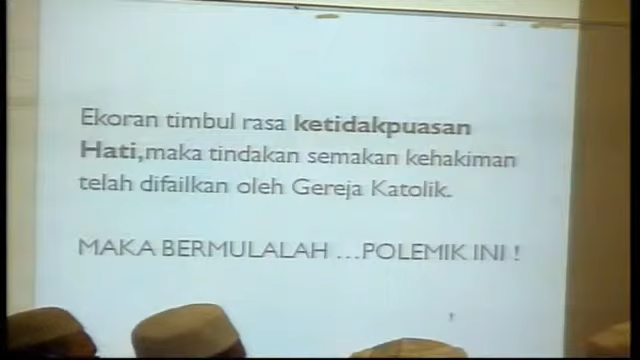 Ekoran timbul rasa ketidakpuasan
Hati,maka tindakan semakan kehakiman
telah difailkan oleh Gereja Katolik.
MAKA BERMULALAH ...POLEMIK INI !